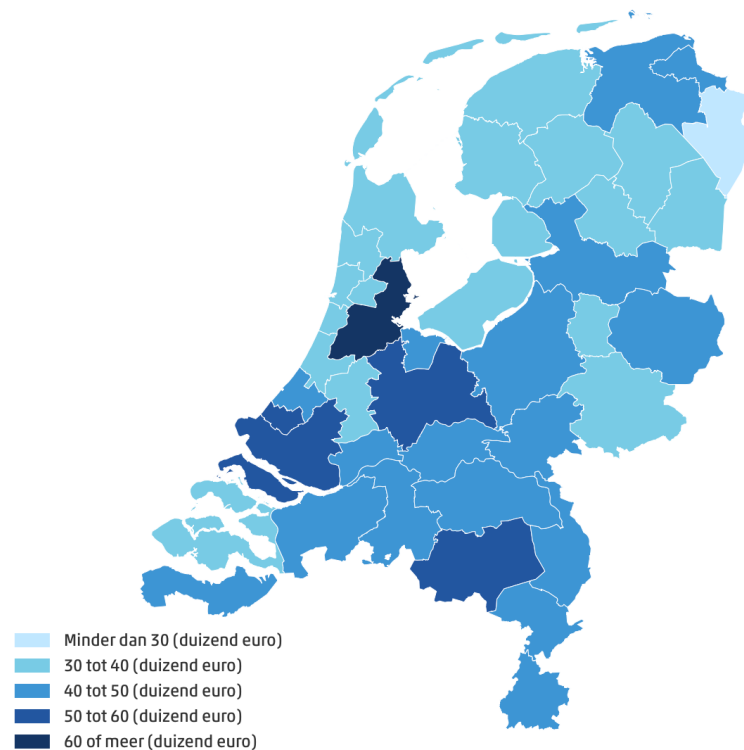 Minder dan 30 (duizend euro)
30 tot 40 (duizend euro)
40 tot 50 (duizend euro)
50 tot 60 (duizend euro)
60 of meer (duizend euro)